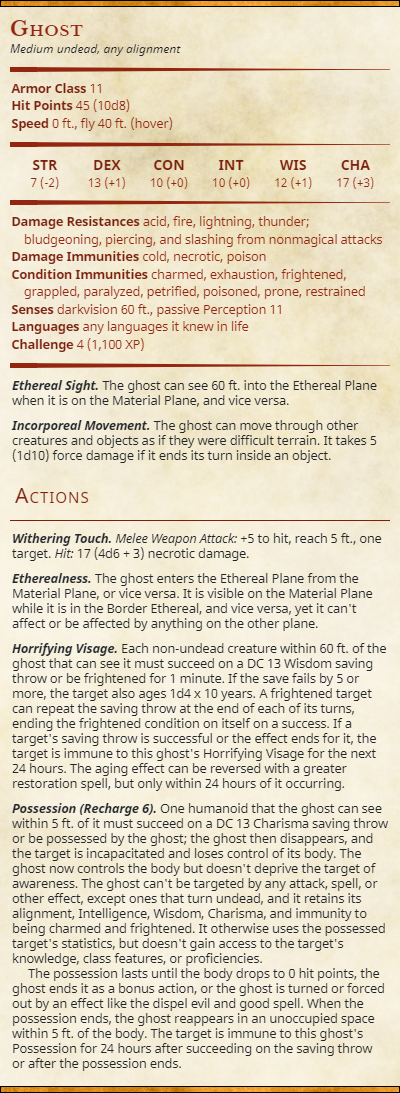 Ghost
Medium undead, any alignment
Armor Class 11
Hit Points 45 (10d8)
Speed 0 ft., fly 40 ft. (hover)
STR DEX CON INT WIS CHA
7 (-2) 13 (+1) 10 (+0) 10 (+0) 12 (+1) 17 (+3)
Damage Resistances acid, fire, lightning, thunder;
bludgeoning, piercing, and slashing from nonmagical attacks
Damage Immunities cold, necrotic, poison
Condition Immunities charmed, exhaustion, frightened,
grappled, paralyzed, petrified, poisoned, prone, restrained
Senses darkvision 60 ft., passive Perception 11
Languages any languages it knew in life
Challenge 4 (1,100 XP)
Ethereal Sight. The ghost can see 60 ft. into the Ethereal Plane
when it is on the Material Plane, and vice versa.
Incorporeal Movement. The ghost can move through other
creatures and objects as if they were difficult terrain. It takes 5
(1d10) force damage if it ends its turn inside an object.
Actions
Withering Touch. Melee Weapon Attack: +5 to hit, reach 5 ft., one
target. Hit: 17 (4d6 + 3) necrotic damage.
Etherealness. The ghost enters the Ethereal Plane from the
Material Plane, or vice versa. It is visible on the Material Plane
while it is in the Border Ethereal, and vice versa, yet it can't
affect or be affected by anything on the other plane.
Horrifying Visage. Each non-undead creature within 60 ft. of the
ghost that can see it must succeed on a DC 13 Wisdom saving
throw or be frightened for 1 minute. If the save fails by 5 or
more, the target also ages 1d4 x 10 years. A frightened target
can repeat the saving throw at the end of each of its turns,
ending the frightened condition on itself on a success. If a
target's saving throw is successful or the effect ends for it, the
target is immune to this ghost's Horrifying Visage for the next
24 hours. The aging effect can be reversed with a greater
restoration spell, but only within 24 hours of it occurring.
Possession (Recharge 6). One humanoid that the ghost can see
within 5 ft. of it must succeed on a DC 13 Charisma saving throw
or be possessed by the ghost; the ghost then disappears, and
the target is incapacitated and loses control of its body. The
ghost now controls the body but doesn't deprive the target of
awareness. The ghost can't be targeted by any attack, spell, or
other effect, except ones that turn undead, and it retains its
alignment, Intelligence, Wisdom, Charisma, and immunity to
being charmed and frightened. It otherwise uses the possessed
target's statistics, but doesn't gain access to the target's
knowledge, class features, or proficiencies.
The possession lasts until the body drops to 0 hit points, the
ghost ends it as a bonus action, or the ghost is turned or forced
out by an effect like the dispel evil and good spell. When the
possession ends, the ghost reappears in an unoccupied space
within 5 ft. of the body. The target is immune to this ghost's
Possession for 24 hours after succeeding on the saving throw
or after the possession ends.